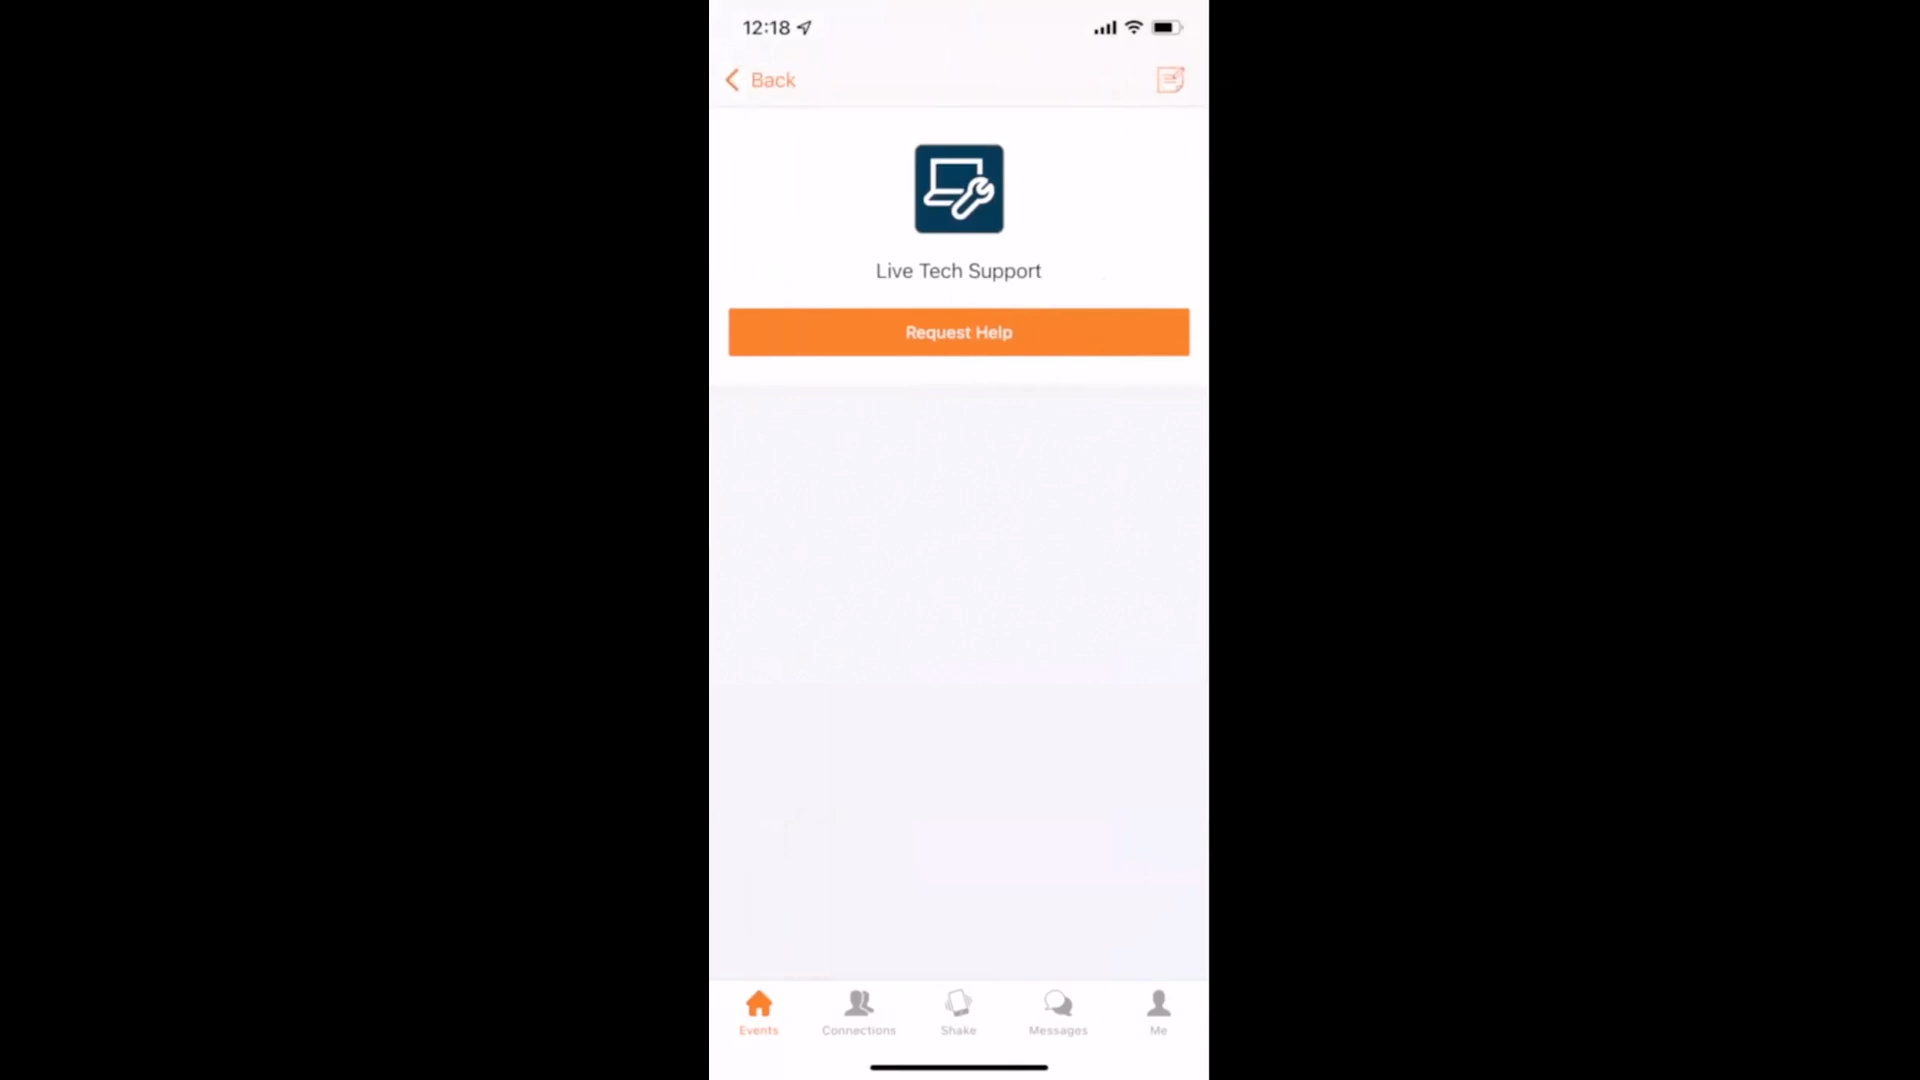 12:18
Back
Live Tech Support
Request Help
Events
Connections
Shake
Messages
Me